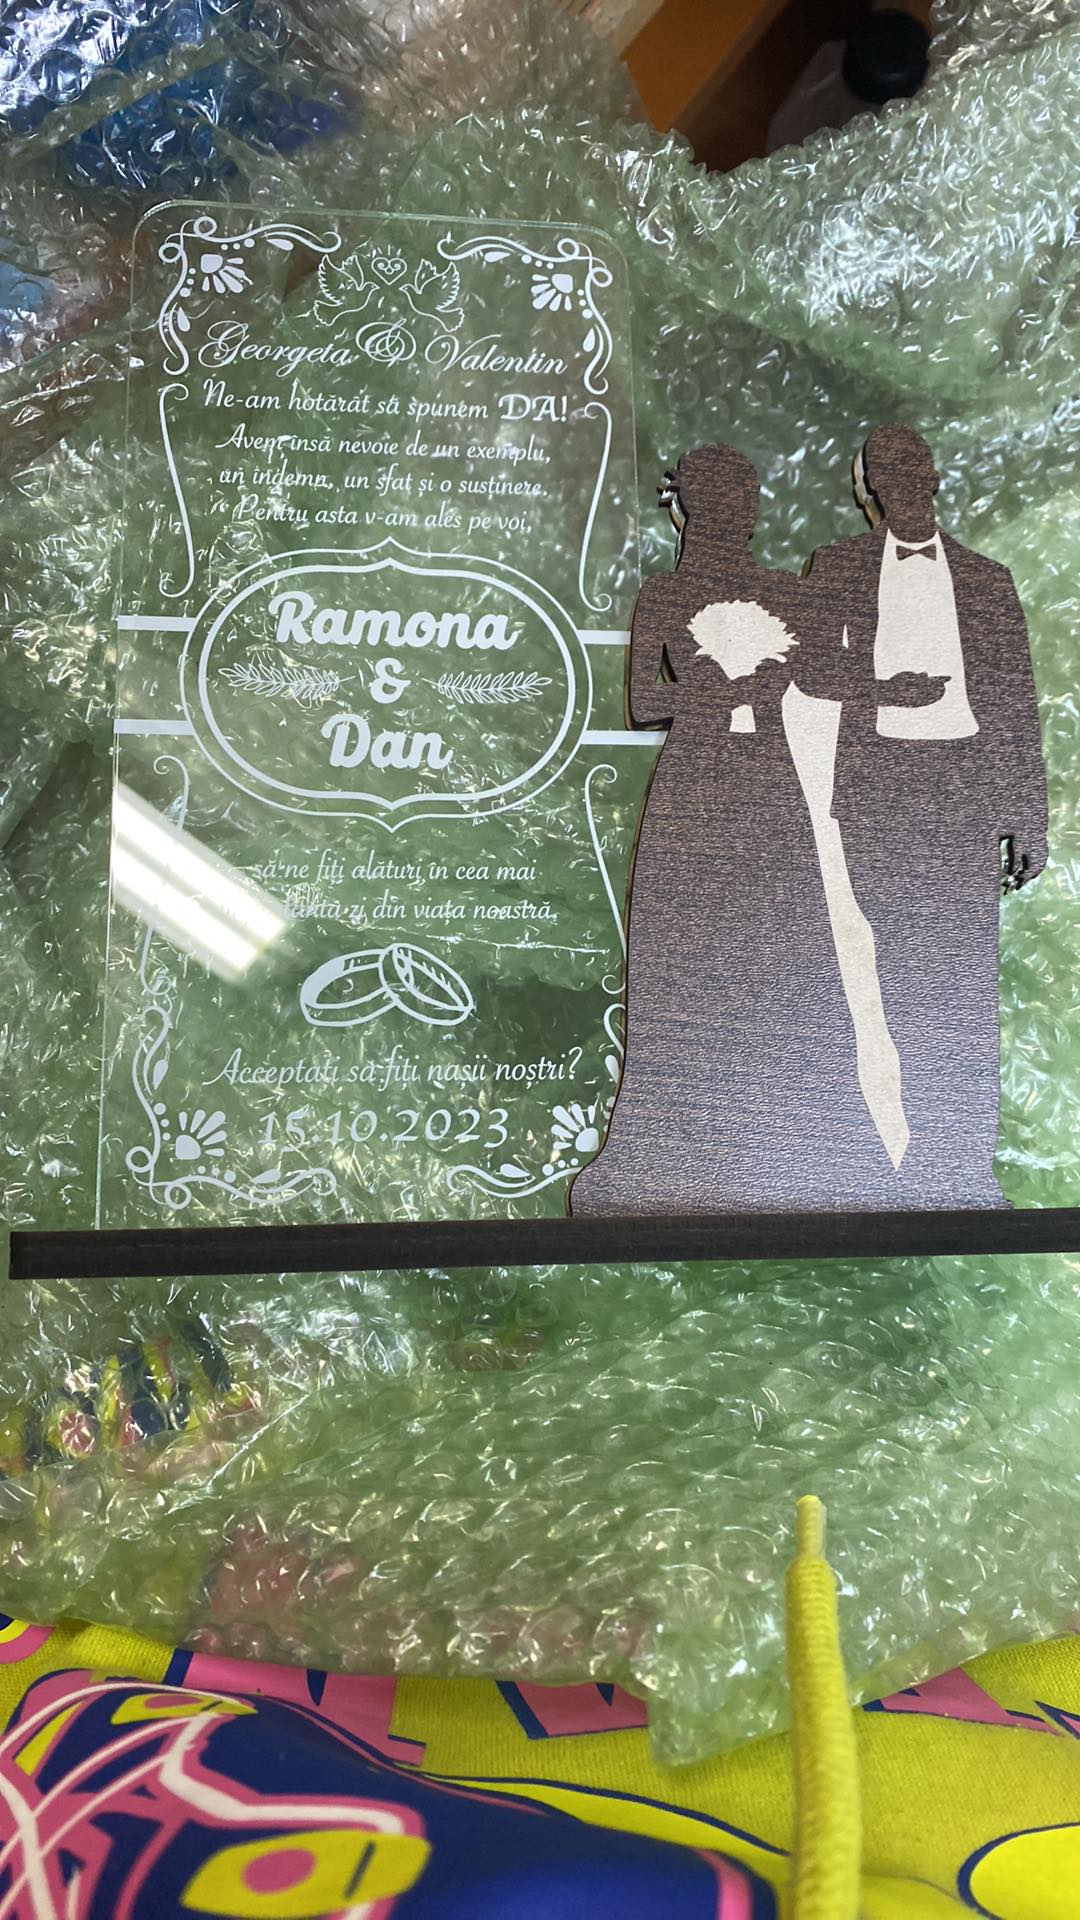 Georgeta & Valentin
Ne-am hotărât să spunem DA!
Avem însă nevoie de un exemplu,
un îndemn, un sfat și o susținere.
Pentru asta v-am ales pe voi,
Ramona
&
Dan
să ne fiți alături în cea mai
zi din viața noastră.
Acceptați să fiți nașii noștri?
15.10.2023